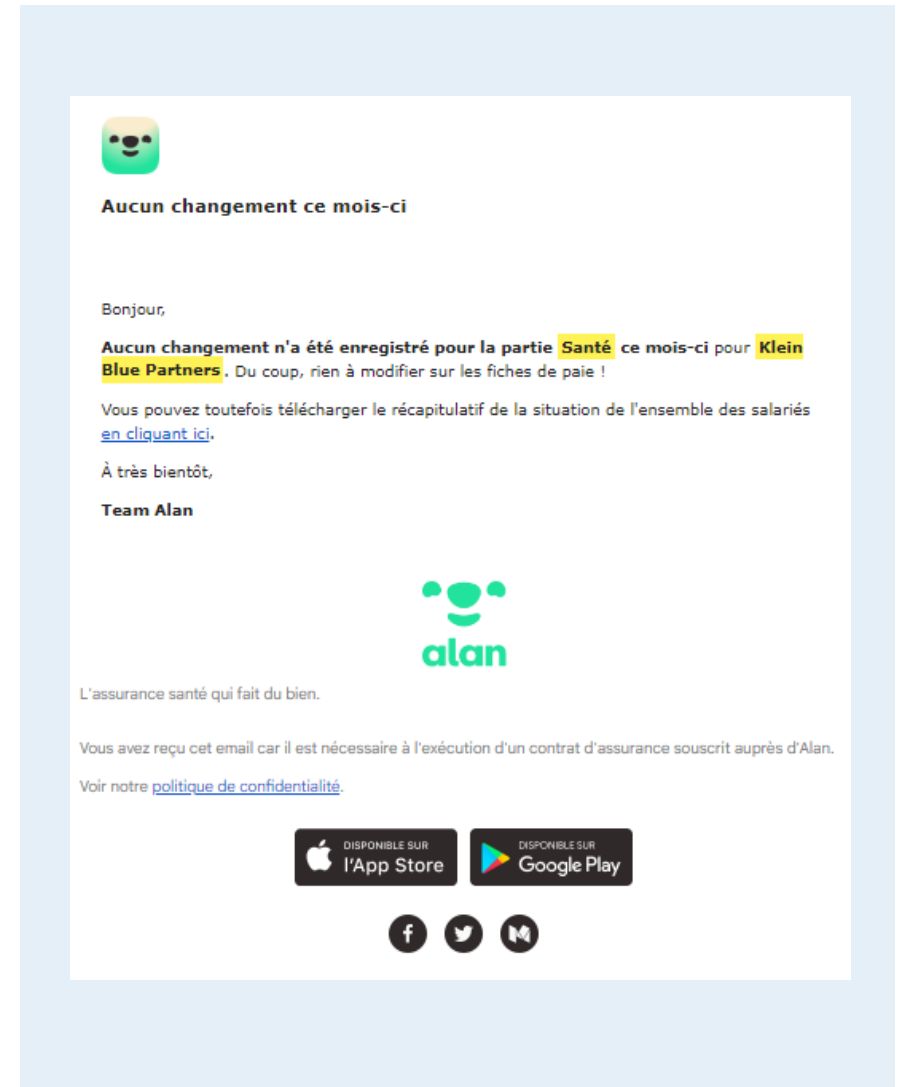 Aucun changement ce mois-ci
Bonjour,
Aucun changement n'a été enregistré pour la partie Santé ce mois-ci pour Klein
Blue Partners. Du coup, rien à modifier sur les fiches de paie !
Vous pouvez toutefois télécharger le récapitulatif de la situation de l'ensemble des salariés
en cliquant ici.
À très bientôt,
Team Alan
alan
L'assurance santé qui fait du bien.
Vous avez reçu cet email car il est nécessaire à l'exécution d'un contrat d'assurance souscrit auprès d'Alan.
Voir notre politique de confidentialité.
DISPONIBLE SUR
l'App Store
DISPONIBLE SUR
Google Play